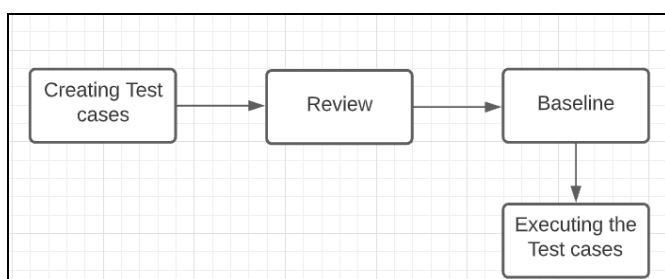 Creating Test
cases
Review
Baseline
Executing the
Test cases